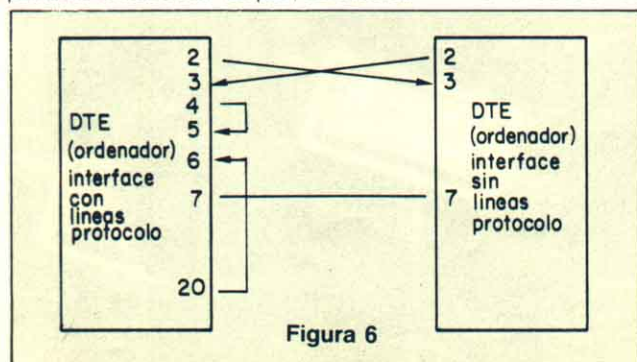 2
3
4
5
6
7
20
DTE
(ordenador)
interface
con
lineas
protocolo
2
3
7
DTE
(ordenador)
interface
sin
lineas
protocolo
Figura 6